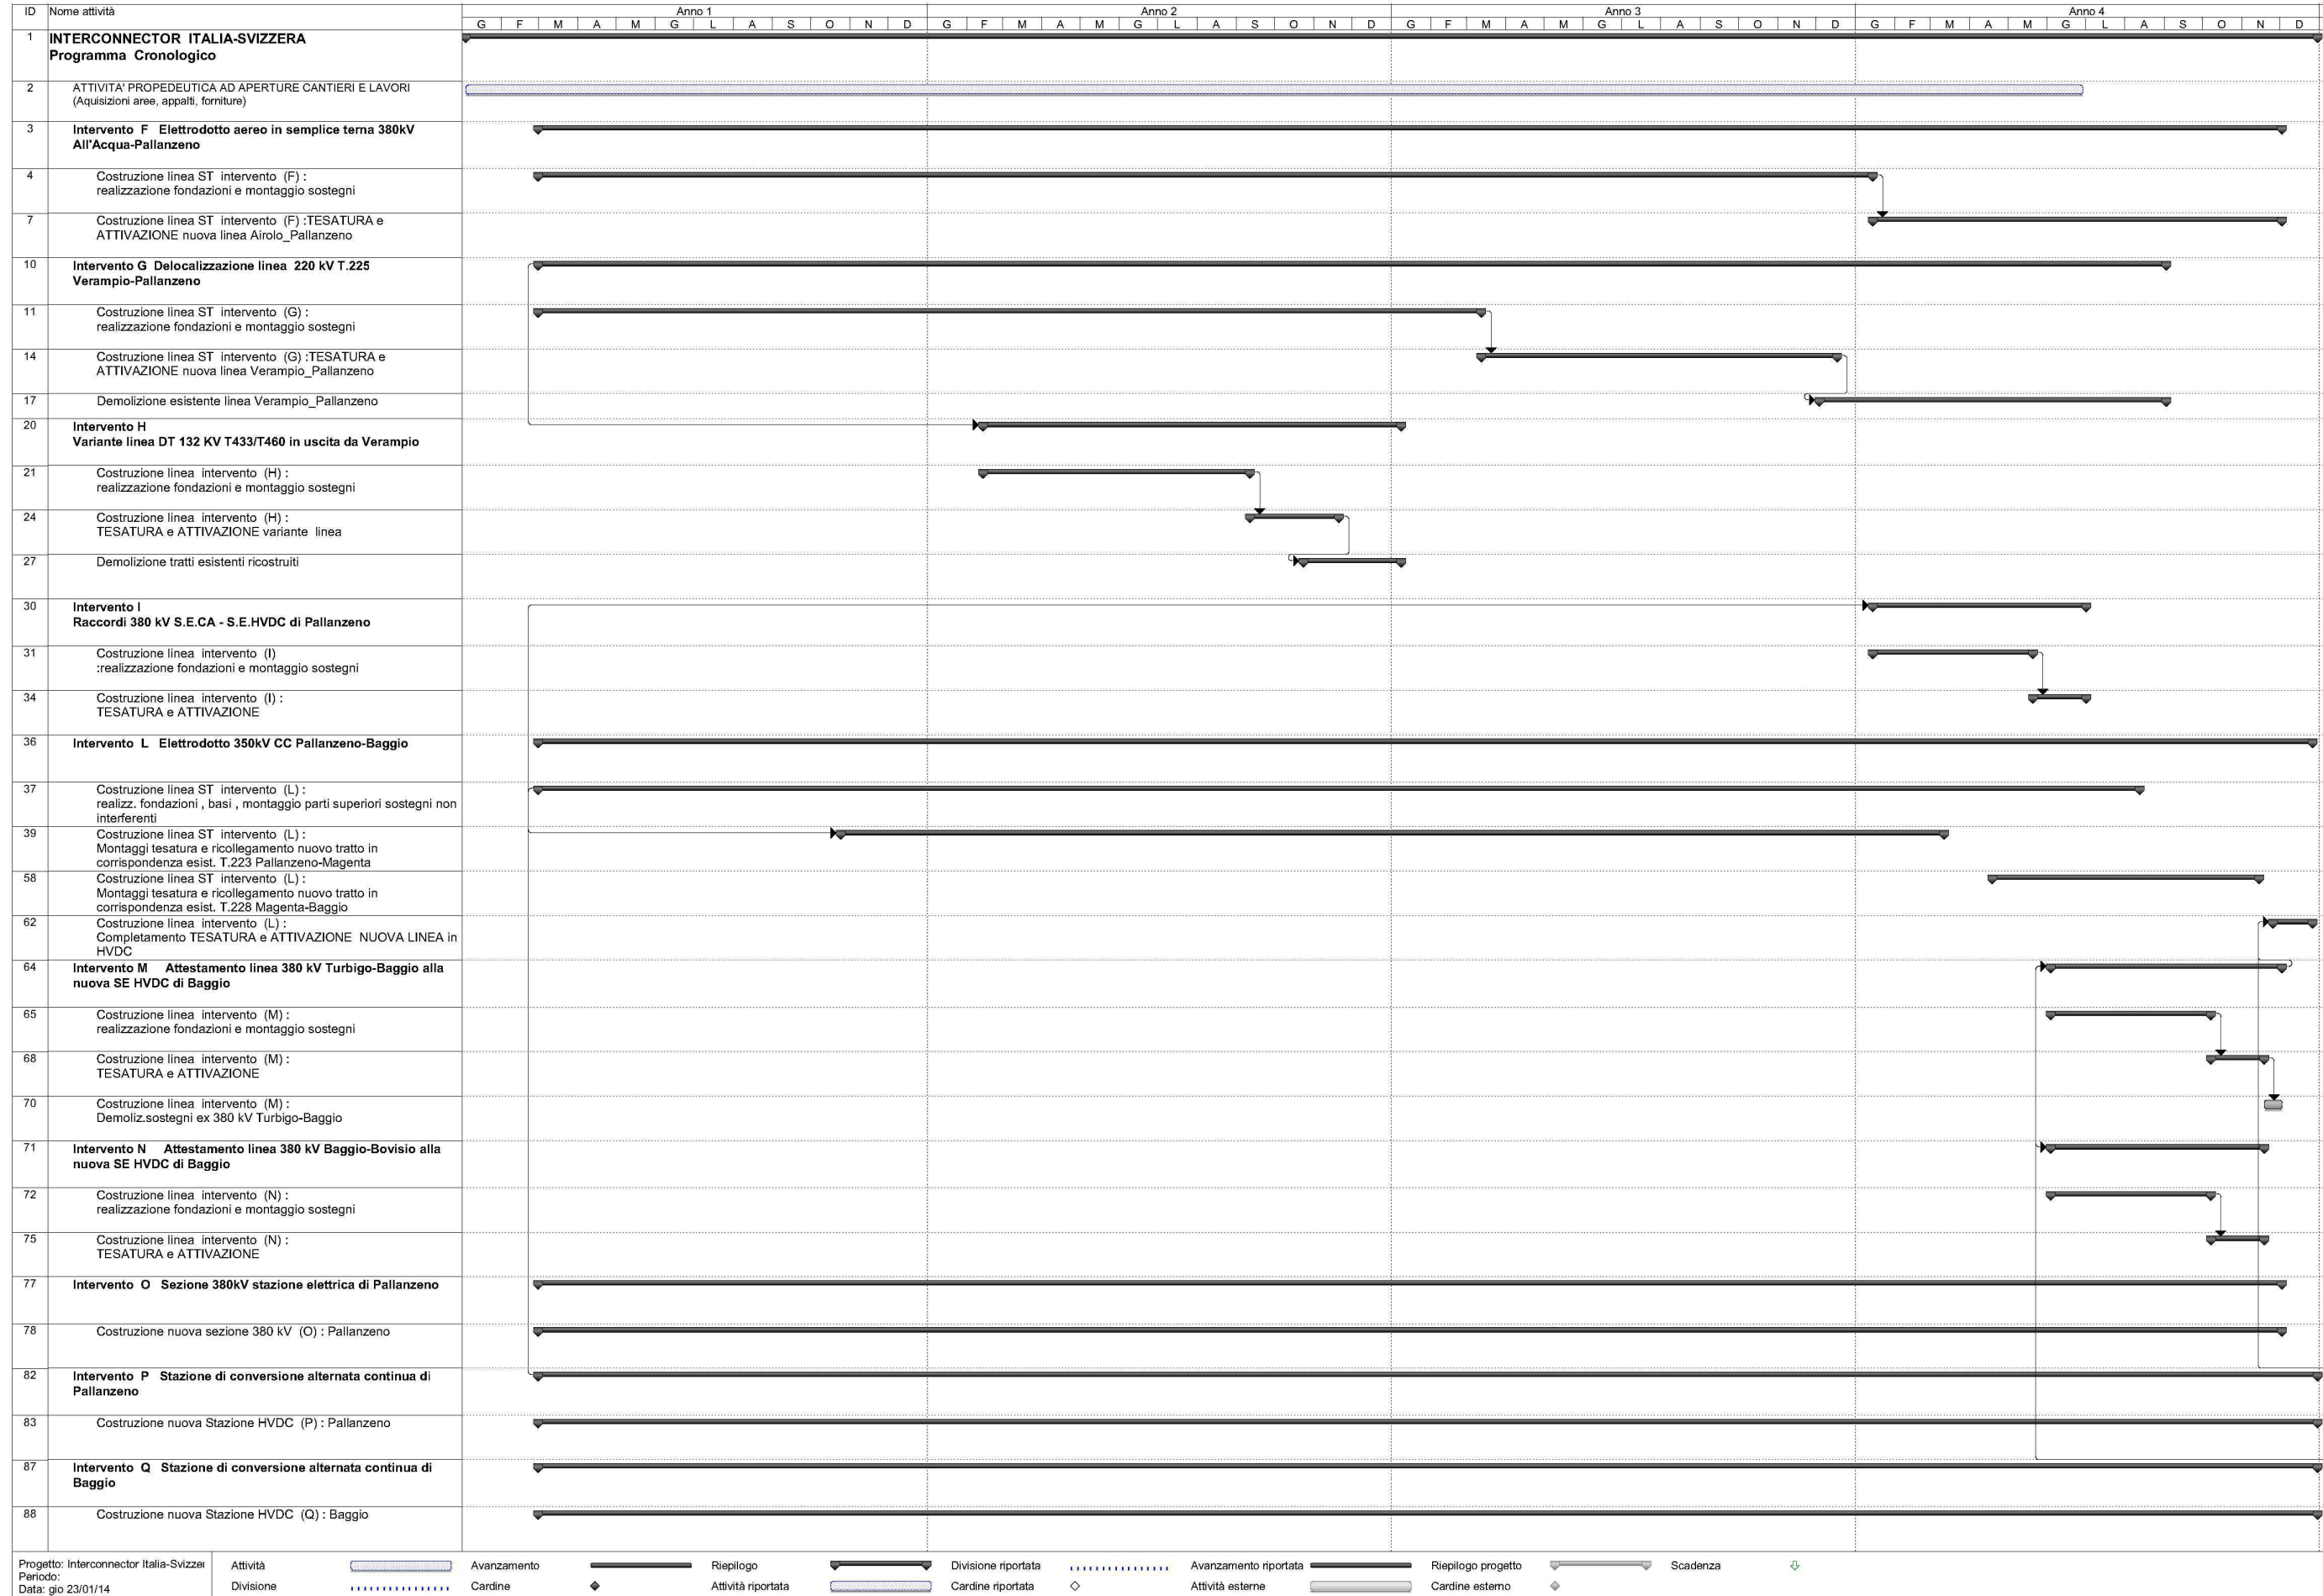 ID Nome attività
Anno 1 Anno 2 Anno 3 Anno 4
G F M A M G L A S O N D G F M A M G L A S O N D G F M A M G L A S O N D G F M A M G L A S O N D
1 INTERCONNECTOR ITALIA-SVIZZERA
Programma Cronologico
2 ATTIVITA' PROPEDEUTICA AD APERTURE CANTIERI E LAVORI
(Aquisizioni aree, appalti, forniture)
3 Intervento F Elettrodotto aereo in semplice terna 380kV
All'Acqua-Pallanzeno
4 Costruzione linea ST intervento (F) :
realizzazione fondazioni e montaggio sostegni
7 Costruzione linea ST intervento (F) :TESATURA e
ATTIVAZIONE nuova linea Airolo_Pallanzeno
10 Intervento G Delocalizzazione linea 220 kV T.225
Verampio-Pallanzeno
11 Costruzione linea ST intervento (G) :
realizzazione fondazioni e montaggio sostegni
14 Costruzione linea ST intervento (G) :TESATURA e
ATTIVAZIONE nuova linea Verampio_Pallanzeno
17 Demolizione esistente linea Verampio_Pallanzeno
20 Intervento H
Variante linea DT 132 KV T433/T460 in uscita da Verampio
21 Costruzione linea intervento (H) :
realizzazione fondazioni e montaggio sostegni
24 Costruzione linea intervento (H) :
TESATURA e ATTIVAZIONE variante linea
27 Demolizione tratti esistenti ricostruiti
30 Intervento I
Raccordi 380 kV S.E.CA - S.E.HVDC di Pallanzeno
31 Costruzione linea intervento (I)
:realizzazione fondazioni e montaggio sostegni
34 Costruzione linea intervento (I) :
TESATURA e ATTIVAZIONE
36 Intervento L Elettrodotto 350kV CC Pallanzeno-Baggio
37 Costruzione linea ST intervento (L) :
realizz. fondazioni , basi , montaggio parti superiori sostegni non
interferenti
39 Costruzione linea ST intervento (L) :
Montaggi tesatura e ricollegamento nuovo tratto in
corrispondenza esist. T.223 Pallanzeno-Magenta
58 Costruzione linea ST intervento (L) :
Montaggi tesatura e ricollegamento nuovo tratto in
corrispondenza esist. T.228 Magenta-Baggio
62 Costruzione linea intervento (L) :
Completamento TESATURA e ATTIVAZIONE NUOVA LINEA in
HVDC
64 Intervento M Attestamento linea 380 kV Turbigo-Baggio alla
nuova SE HVDC di Baggio
65 Costruzione linea intervento (M) :
realizzazione fondazioni e montaggio sostegni
68 Costruzione linea intervento (M) :
TESATURA e ATTIVAZIONE
70 Costruzione linea intervento (M) :
Demoliz.sostegni ex 380 kV Turbigo-Baggio
71 Intervento N Attestamento linea 380 kV Baggio-Bovisio alla
nuova SE HVDC di Baggio
72 Costruzione linea intervento (N) :
realizzazione fondazioni e montaggio sostegni
75 Costruzione linea intervento (N) :
TESATURA e ATTIVAZIONE
77 Intervento O Sezione 380kV stazione elettrica di Pallanzeno
78 Costruzione nuova sezione 380 kV (O) : Pallanzeno
82 Intervento P Stazione di conversione alternata continua di
Pallanzeno
83 Costruzione nuova Stazione HVDC (P) : Pallanzeno
87 Intervento Q Stazione di conversione alternata continua di
Baggio
88 Costruzione nuova Stazione HVDC (Q) : Baggio
Progetto: Interconnector Italia-Svizzer
Periodo:
Data: gio 23/01/14
Attività Avanzamento Riepilogo Divisione riportata Avanzamento riportata Riepilogo progetto Scadenza
Divisione Cardine Attività riportata Cardine riportata Attività esterne Cardine esterno